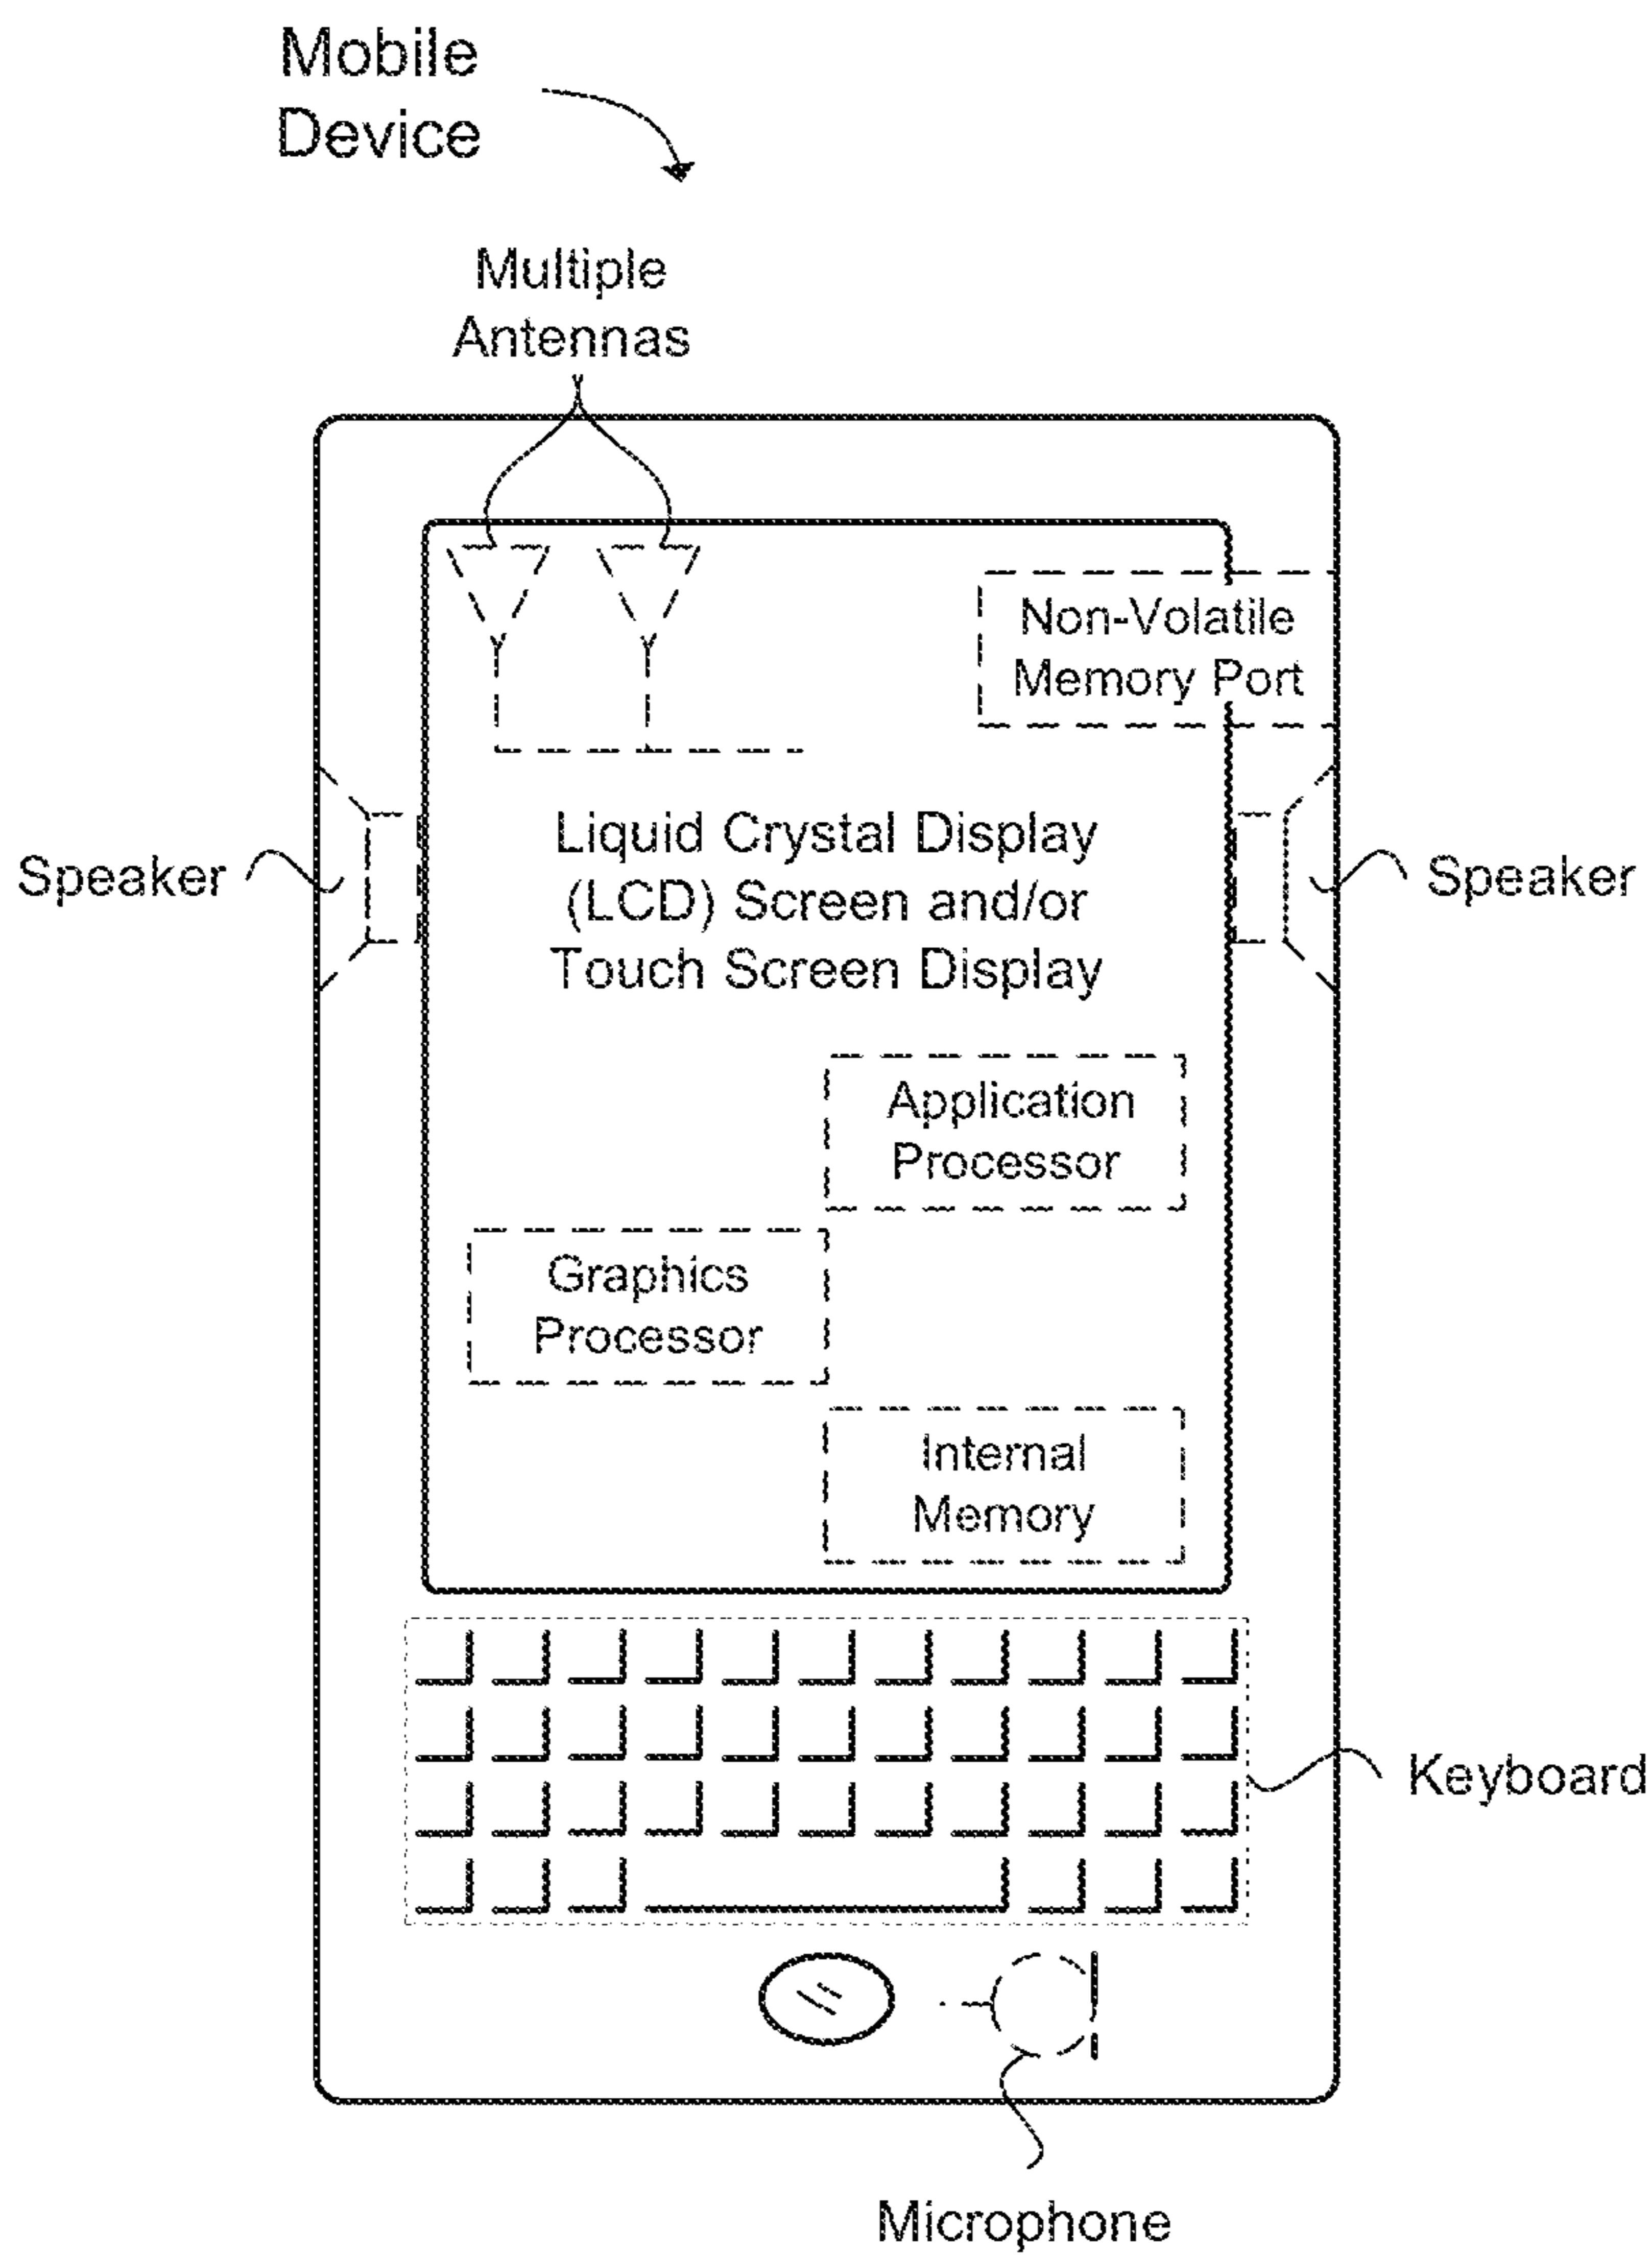 Mobile
Device
Multiple
Antennas
Non-Volatile
Memory Port
Liquid Crystal Display
(LCD) Screen and/or
Touch Screen Display
Speaker
Speaker
Application
Processor
Graphics
Processor
Internal
Memory
Keyboard
Microphone